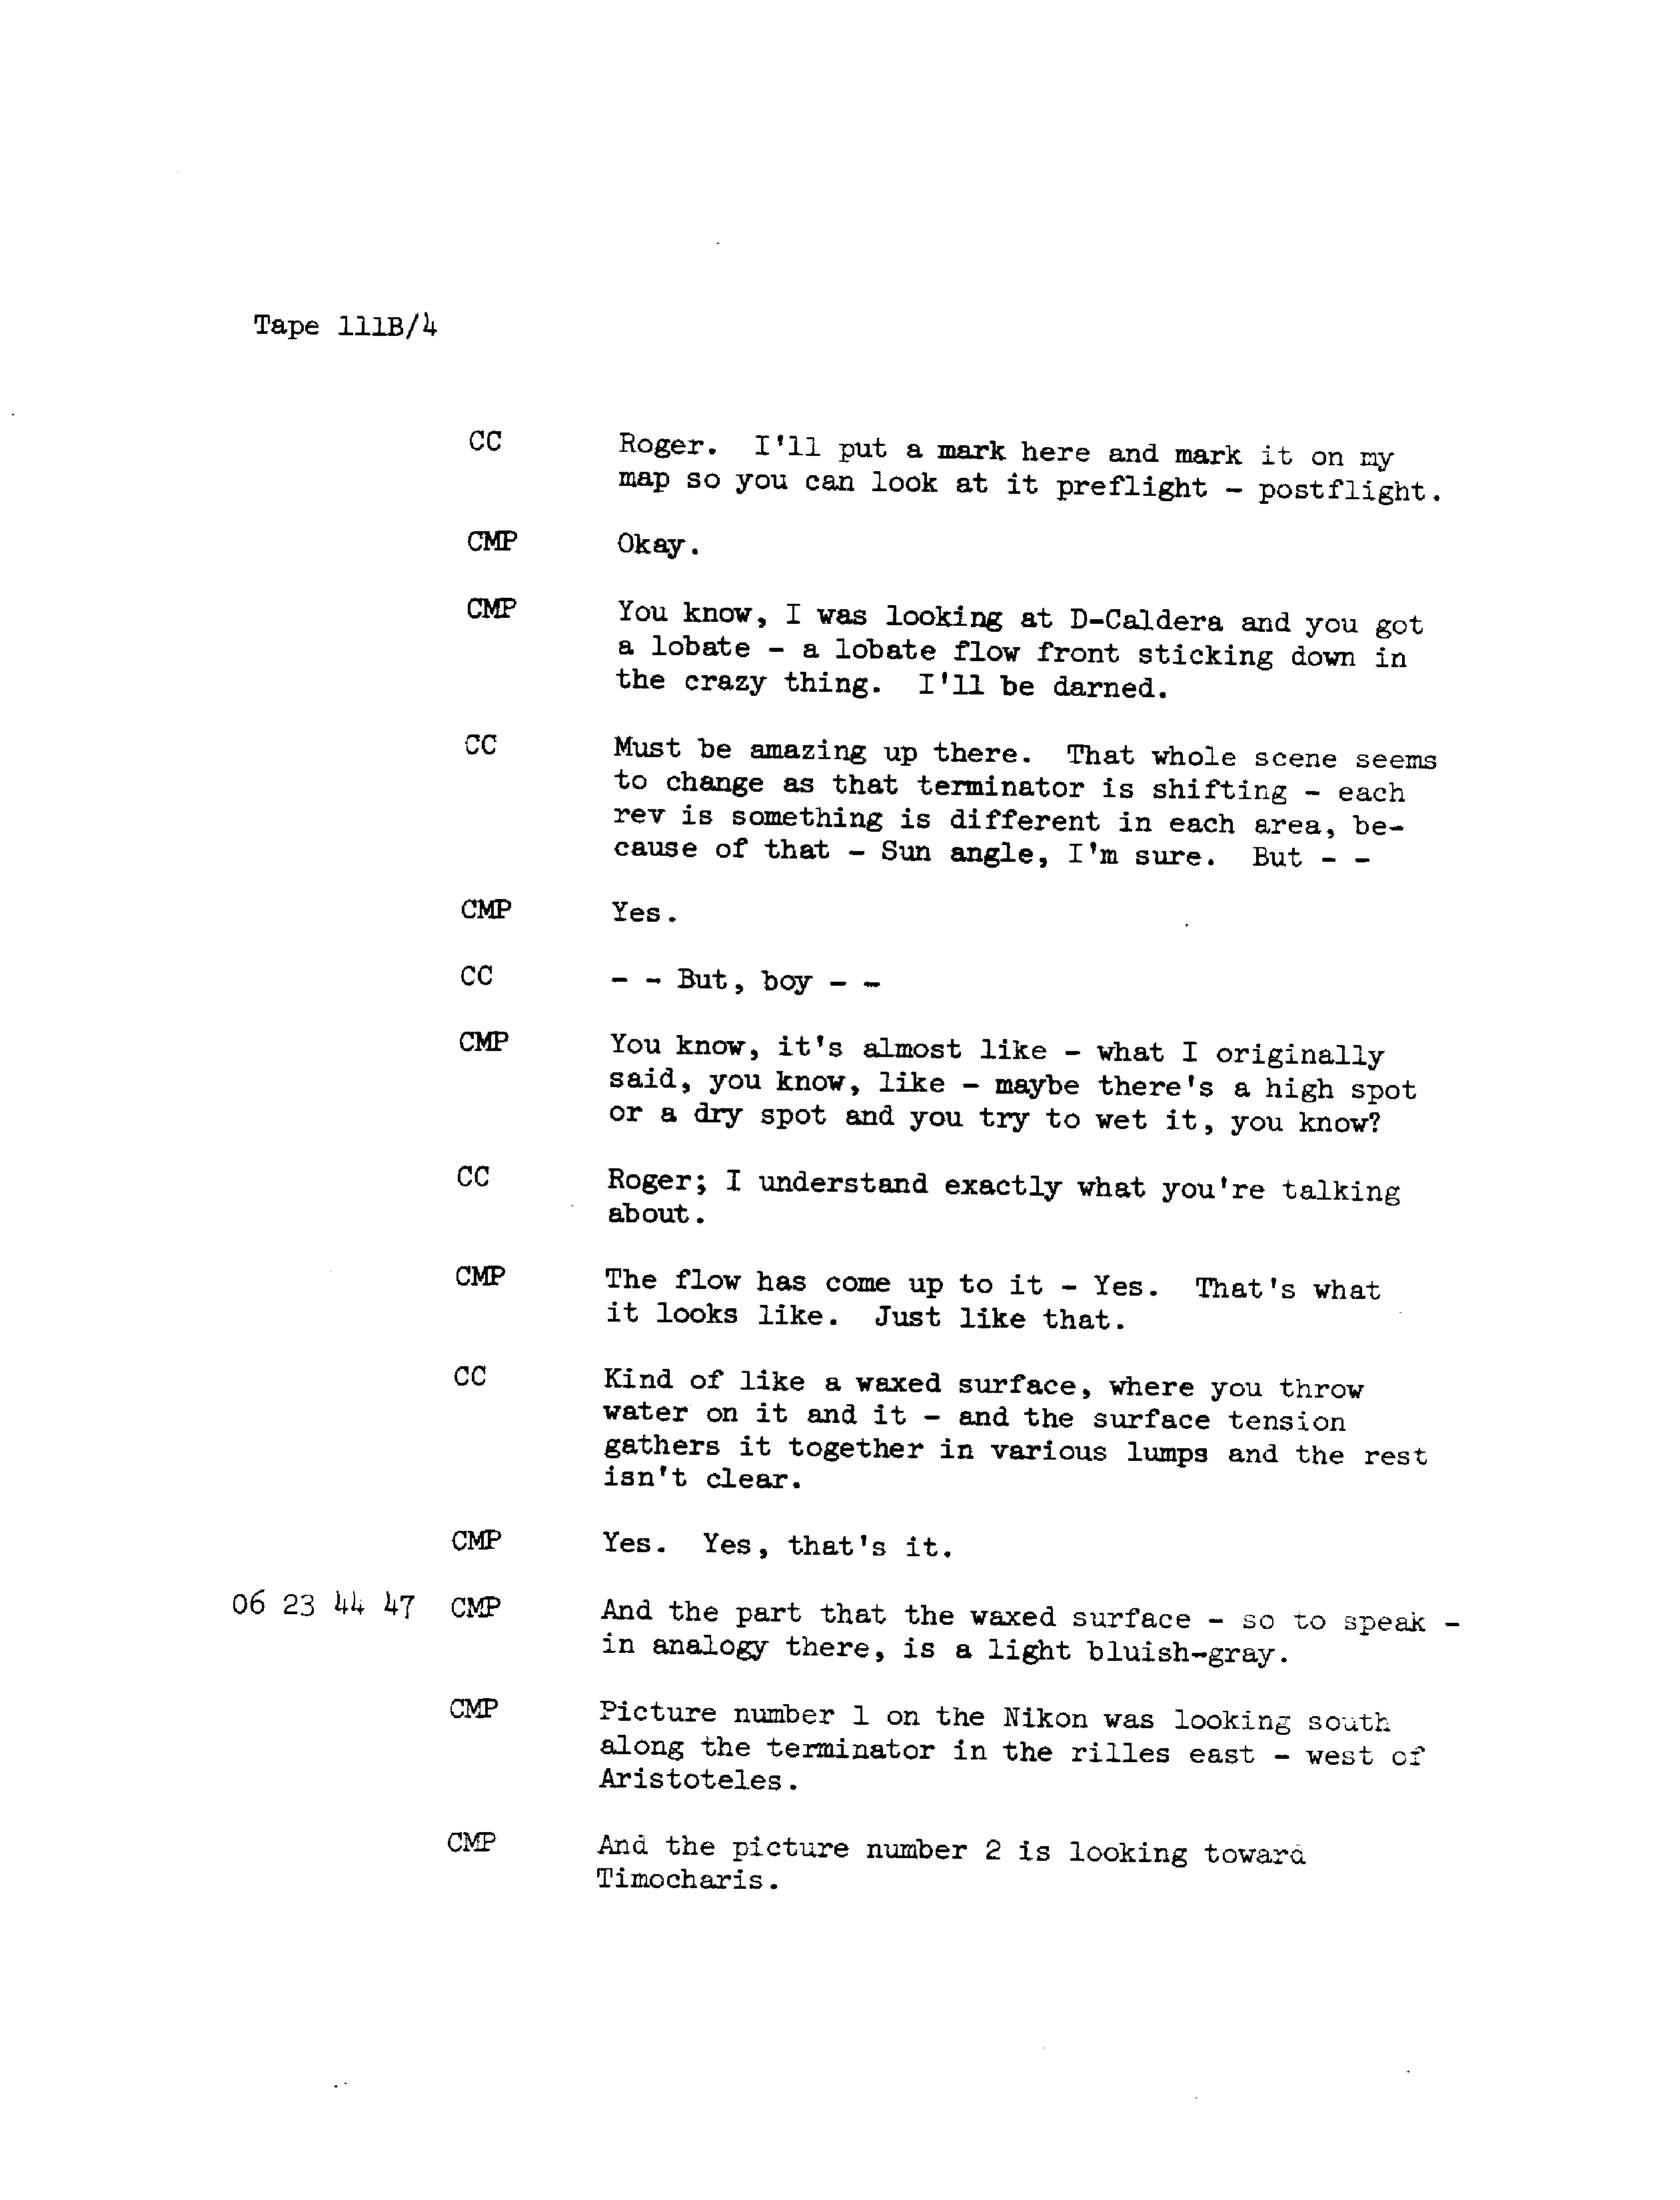 Tape 111B/4
CC Roger. I'll put a mark here and mark it on my
map so you can look at it preflight - postflight.
CMP Okay.
CMP You know, I was looking at D-Caldera and you got
a lobate - a lobate flow front sticking down in
the crazy thing. I'll be darned.
CC Must be amazing up there. That whole scene seems
to change as that terminator is shifting - each
rev is something is different in each area, be-
cause of that - Sun angle, I'm sure. But - -
CMP Yes.
CC - - But, boy - -
CMP You know, it's almost like - what I originally
said, you know, like - maybe there's a high spot
or a dry spot and you try to wet it, you know?
CC Roger; I understand exactly what you're talking
about.
CMP The flow has come up to it - Yes. That's what
it looks like. Just like that.
CC Kind of like a waxed surface, where you throw
water on it and it - and the surface tension
gathers it together in various lumps and the rest
isn't clear.
CMP Yes. Yes, that's it.
06 23 44 47 CMP And the part that the waxed surface - so to speak -
in analogy there, is a light bluish-gray.
CMP Picture number 1 on the Nikon was looking south
along the terminator in the rilles east - west of
Aristoteles.
CMP And the picture number 2 is looking toward
Timocharis.